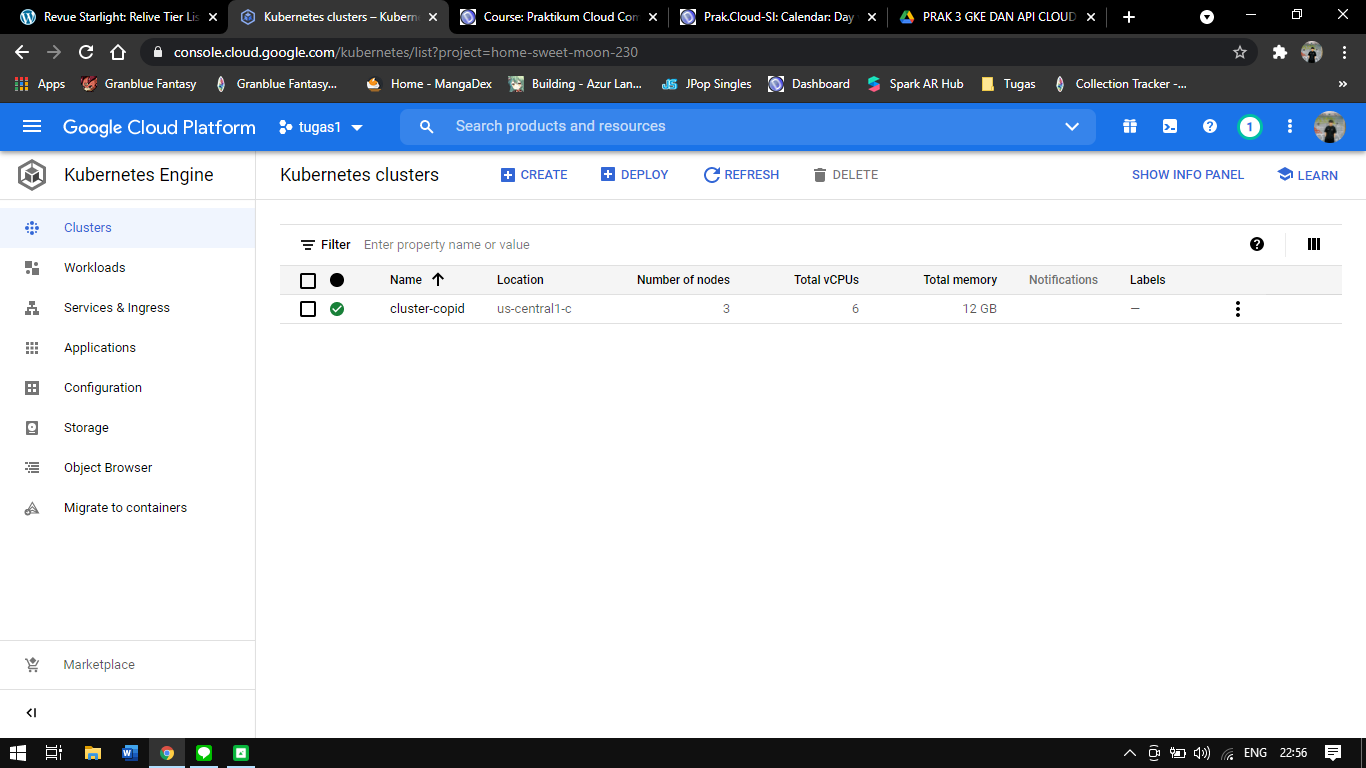 Revue Starlight: Relive Tier Lis
Kubernetes clusters – Kubern
Course: Praktikum Cloud Com
Prak.Cloud-SI: Calendar: Day
PRAK 3 GKE DAN API CLOUD
console.cloud.google.com/kubernetes/list?project=home-sweet-moon-230
Apps
Granblue Fantasy
Granblue Fantasy...
Home - MangaDex
Building - Azur Lan...
JPop Singles
Dashboard
Spark AR Hub
Tugas
Collection Tracker -...
»
Google Cloud Platform
tugas1
Search products and resources
1
Kubernetes Engine
Kubernetes clusters
CREATE
DEPLOY
REFRESH
DELETE
SHOW INFO PANEL
LEARN
Clusters
Workloads
Services & Ingress
Applications
Configuration
Storage
Object Browser
Migrate to containers
Marketplace
Filter Enter property name or value
Name Location Number of nodes Total vCPUs Total memory Notifications Labels
cluster-copid us-central1-c 3 6 12 GB —
ENG 22:56